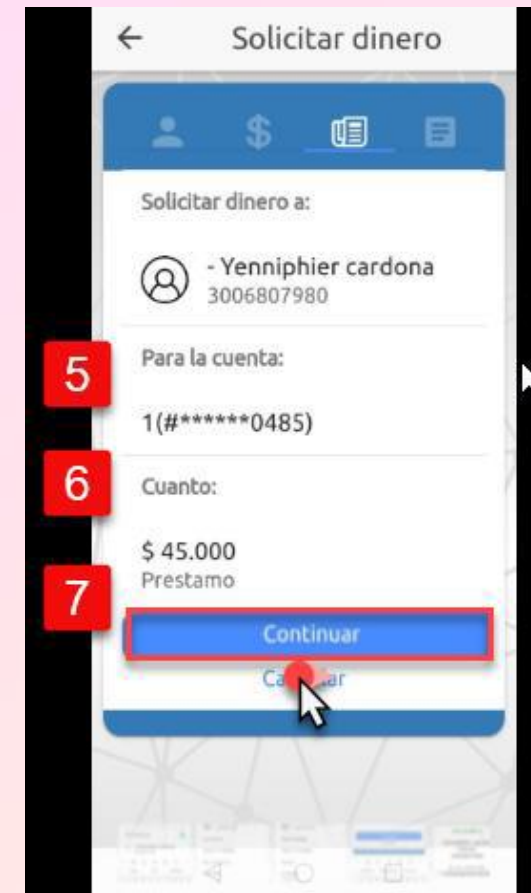 Solicitar dinero
$
Solicitar dinero a:
- Yenniphier cardona
3006807980
5
Para la cuenta:
1(#******0485)
6
Cuanto:
$ 45.000
Prestamo
7
Continuar